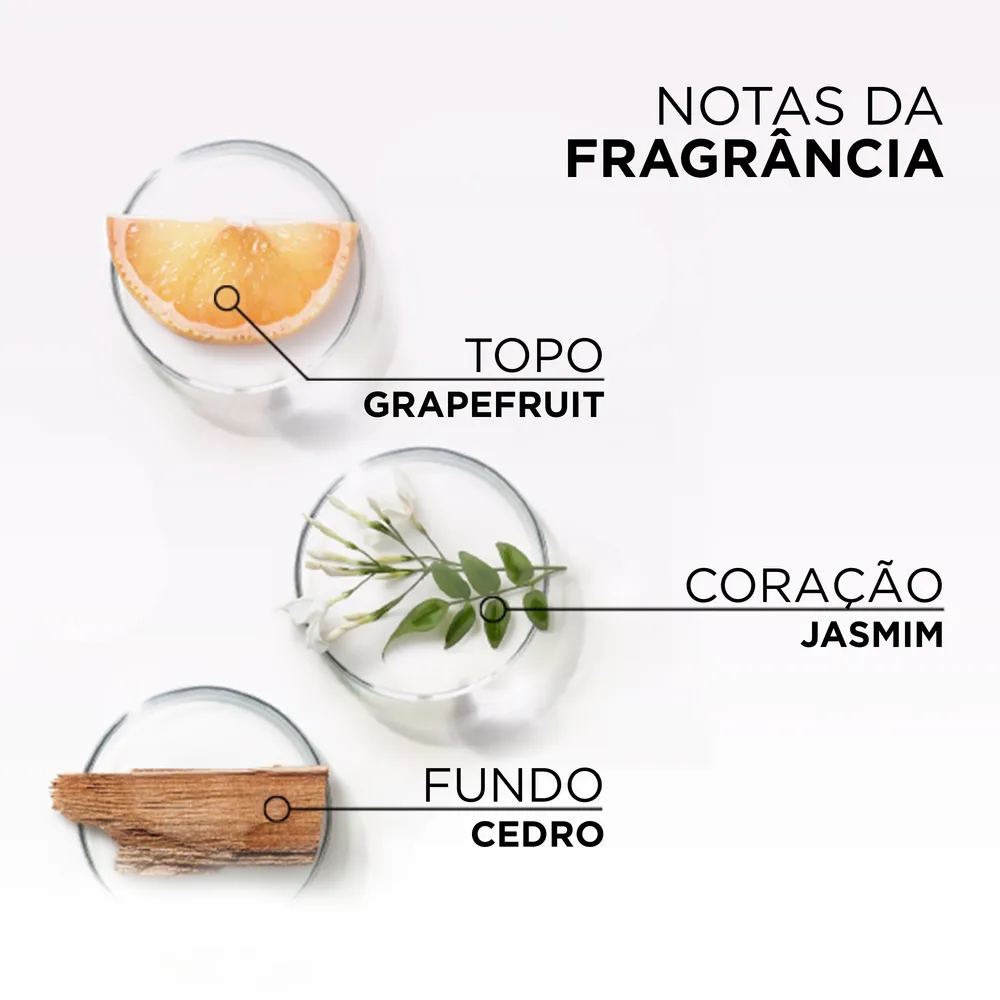 NOTAS DA
FRAGRÂNCIA
TOPO
GRAPEFRUIT
CORAÇÃO
JASMIM
FUNDO
CEDRO